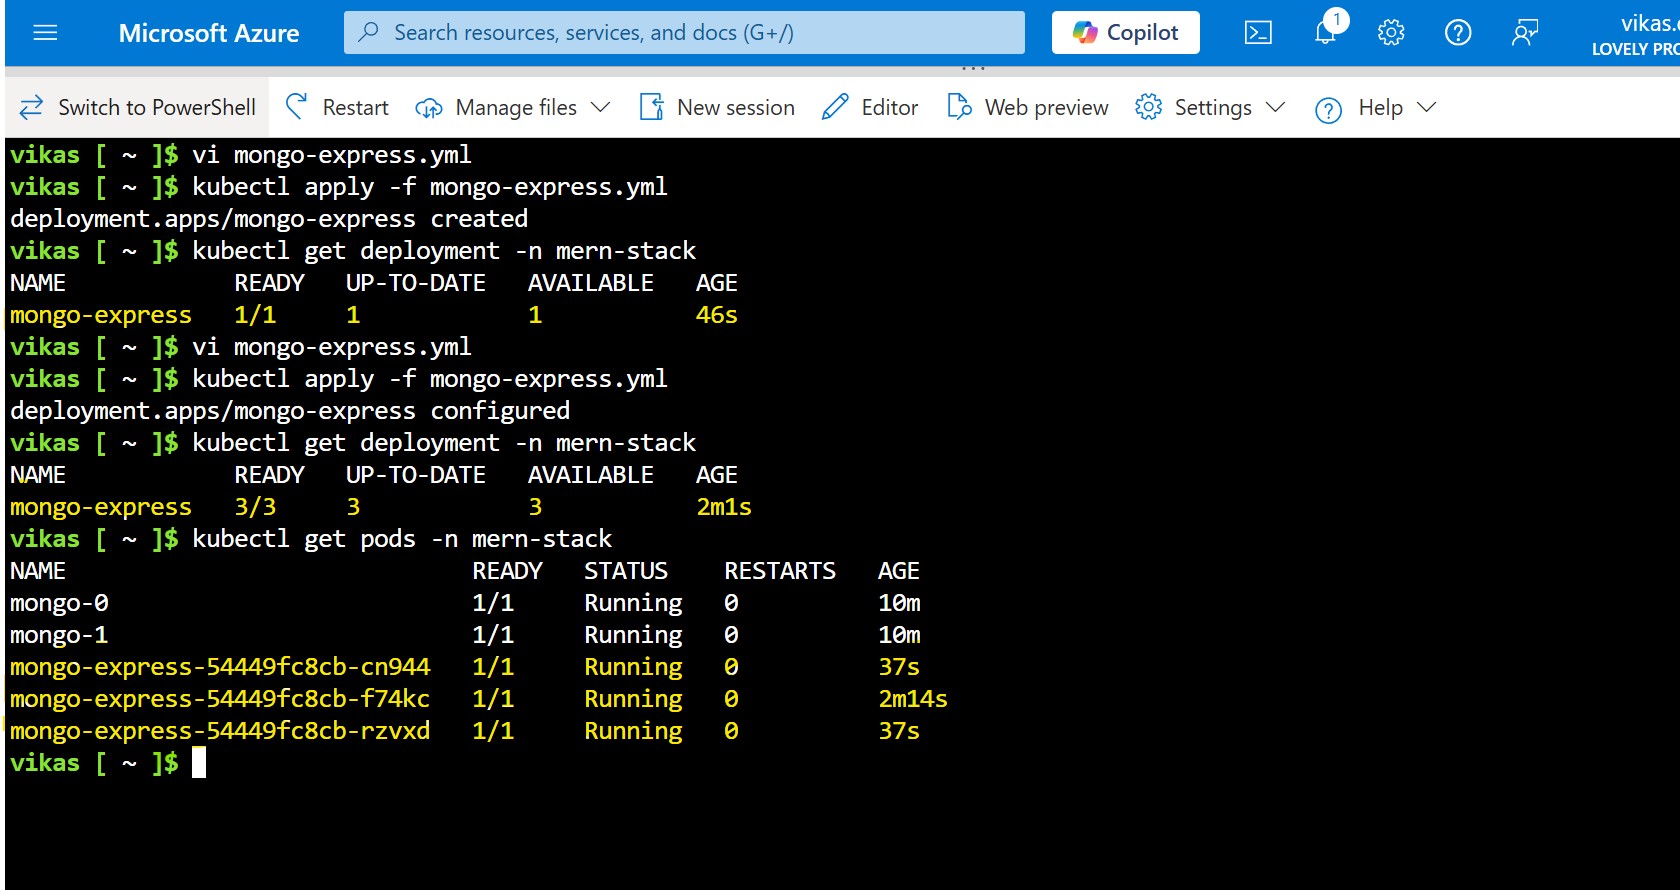 Microsoft Azure
Search resources, services, and docs (G+/)
Copilot
1
vikas.
LOVELY PRO
Switch to PowerShell
Restart
Manage files
New session
Editor
Web preview
Settings
Help
vikas [ ~ ]$ vi mongo-express.yml
vikas [ ~ ]$ kubectl apply -f mongo-express.yml
deployment.apps/mongo-express created
vikas [ ~ ]$ kubectl get deployment -n mern-stack
NAME READY UP-TO-DATE AVAILABLE AGE
mongo-express 1/1 1 1 46s
vikas [ ~ ]$ vi mongo-express.yml
vikas [ ~ ]$ kubectl apply -f mongo-express.yml
deployment.apps/mongo-express configured
vikas [ ~ ]$ kubectl get deployment -n mern-stack
NAME READY UP-TO-DATE AVAILABLE AGE
mongo-express 3/3 3 3 2m1s
vikas [ ~ ]$ kubectl get pods -n mern-stack
NAME READY STATUS RESTARTS AGE
mongo-0 1/1 Running 0 10m
mongo-1 1/1 Running 0 10m
mongo-express-54449fc8cb-cn944 1/1 Running 0 37s
mongo-express-54449fc8cb-f74kc 1/1 Running 0 2m14s
mongo-express-54449fc8cb-rzvxd 1/1 Running 0 37s
vikas [ ~ ]$